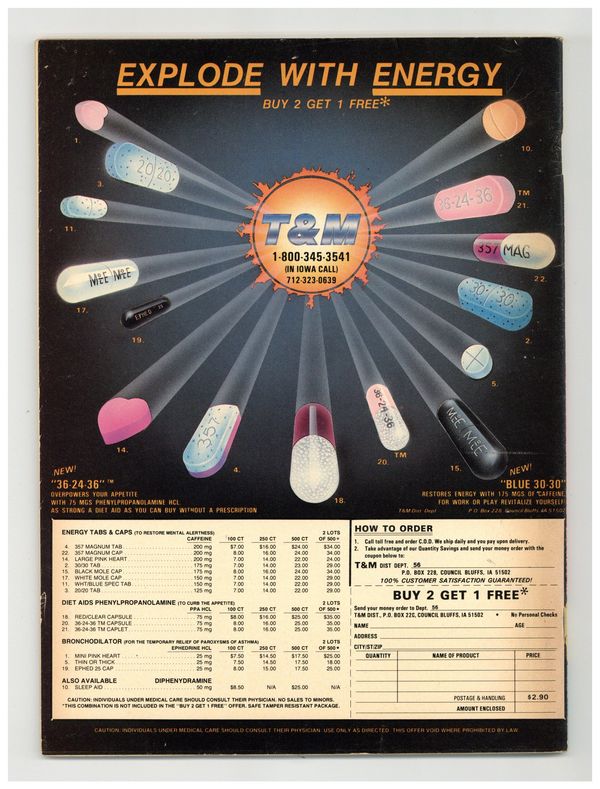 EXPLODE WITH ENERGY
BUY 2 GET 1 FREE*
1.
3.
20 20
11.
MEE MEE
17.
EPHED 25
19.
14.
357
4.
18.
36-24-36
20. TM
MEE MEE
15.
5.
30 30
2.
357 MAG
22.
36-24-36
TM
21.
10.
T&M
1-800-345-3541
(IN IOWA CALL)
712-323-0639
NEW!
"36-24-36" TM
OVERPOWERS YOUR APPETITE
WITH 75 MGS PHENYLPROPANOLAMINE HCL.
AS STRONG A DIET AID AS YOU CAN BUY WITHOUT A PRESCRIPTION
NEW!
"BLUE 30-30"
RESTORES ENERGY WITH 175 MGS OF CAFFEINE
FOR WORK OR PLAY REVITALIZE YOURSELF
T&M Dist Dept. P O Box 228, Council Bluffs, IA 51502
ENERGY TABS & CAPS (TO RESTORE MENTAL ALERTNESS) 2 LOTS
CAFFEINE 100 CT 250 CT 500 CT OF 500+
4. 357 MAGNUM TAB 200 mg $7.00 $16.00 $24.00 $34.00
22. 357 MAGNUM CAP 200 mg 8.00 16.00 24.00 34.00
14. LARGE PINK HEART 200 mg 7.00 14.00 23.00 34.00
2. 30/30 TAB 175 mg 7.00 14.00 23.00 29.00
15. BLACK MOLE CAP 175 mg 8.00 16.00 24.00 34.00
17. WHITE MOLE CAP 150 mg 7.00 14.00 22.00 24.00
11. WHT/BLUE SPEC TAB 150 mg 7.00 14.00 22.00 24.00
3. 20/20 TAB 125 mg 7.00 14.00 22.00 24.00
DIET AIDS PHENYLPROPANOLAMINE (TO CURB THE APPETITE) 2 LOTS
PPA HCL 100 CT 250 CT 500 CT OF 500+
18. RED/CLEAR CAPSULE 75 mg $8.00 $16.00 $25.00 $35.00
20. 36-24-36 TM CAPSULE 75 mg 8.00 16.00 25.00 35.00
21. 36-24-36 TM CAPLET 75 mg 8.00 16.00 25.00 35.00
BRONCHODILATOR (FOR THE TEMPORARY RELIEF OF PAROXYSMS OF ASTHMA) 2 LOTS
EPHEDRINE HCL 100 CT 250 CT 500 CT OF 500+
1. MINI PINK HEART 25 mg $7.50 $14.50 $17.50 $25.00
5. THIN OR THICK 25 mg 7.50 14.50 17.50 18.00
19. EPHED 25 CAP 25 mg 8.00 15.00 17.50 25.00
ALSO AVAILABLE DIPHENYDRAMINE
10. SLEEP AID 50 mg $8.50 N/A $25.00 N/A
CAUTION: INDIVIDUALS UNDER MEDICAL CARE SHOULD CONSULT THEIR PHYSICIAN. NO SALES TO MINORS.
*THIS COMBINATION IS NOT INCLUDED IN THE "BUY 2 GET 1 FREE" OFFER. SAFE TAMPER RESISTANT PACKAGE.
HOW TO ORDER
1. Call toll free and order C.O.D. We ship daily and you pay upon delivery.
2. Take advantage of our Quantity Savings and send your money order with the
coupon below to:
T&M DIST DEPT. 56
P.O. BOX 228, COUNCIL BLUFFS, IA 51502
100% CUSTOMER SATISFACTION GUARANTEED!
BUY 2 GET 1 FREE*
Send your money order to Dept. 56
T&M DIST., P.O. BOX 22C, COUNCIL BLUFFS, IA 51502 • No Personal Checks
NAME AGE
ADDRESS
CITY/ST/ZIP
QUANTITY NAME OF PRODUCT PRICE
POSTAGE & HANDLING $2.90
AMOUNT ENCLOSED
CAUTION: INDIVIDUALS UNDER MEDICAL CARE SHOULD CONSULT THEIR PHYSICIAN. USE ONLY AS DIRECTED. THIS OFFER VOID WHERE PROHIBITED BY LAW.